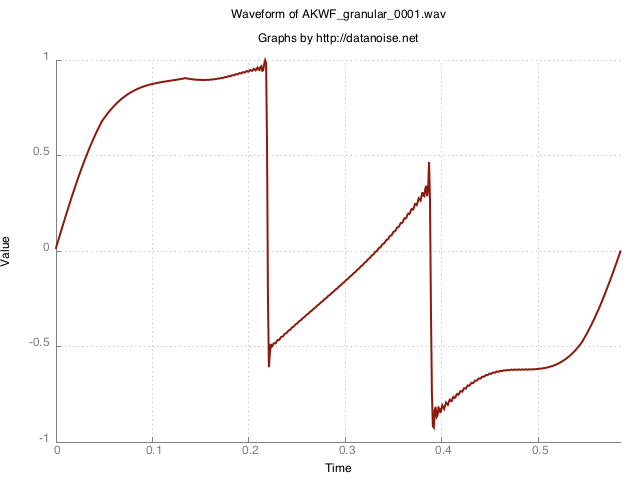 Waveform of AKWF_granular_0001.wav
Graphs by http://datanoise.net
1
0.5
0
-0.5
-1
Value
0
0.1
0.2
0.3
0.4
0.5
Time